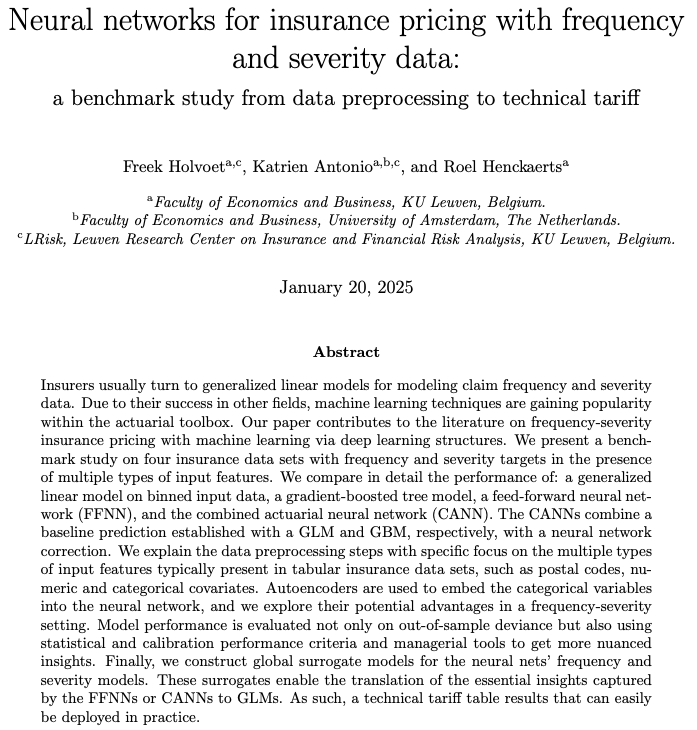 Neural networks for insurance pricing with frequency
and severity data:
a benchmark study from data preprocessing to technical tariff
Freek Holvoetᵃ,ᶜ, Katrien Antonioᵃ,ᵇ,ᶜ, and Roel Henckaertsᵃ
ᵃFaculty of Economics and Business, KU Leuven, Belgium.
ᵇFaculty of Economics and Business, University of Amsterdam, The Netherlands.
ᶜLRisk, Leuven Research Center on Insurance and Financial Risk Analysis, KU Leuven, Belgium.
January 20, 2025
Abstract
Insurers usually turn to generalized linear models for modeling claim frequency and severity
data. Due to their success in other fields, machine learning techniques are gaining popularity
within the actuarial toolbox. Our paper contributes to the literature on frequency-severity
insurance pricing with machine learning via deep learning structures. We present a bench-
mark study on four insurance data sets with frequency and severity targets in the presence
of multiple types of input features. We compare in detail the performance of: a generalized
linear model on binned input data, a gradient-boosted tree model, a feed-forward neural net-
work (FFNN), and the combined actuarial neural network (CANN). The CANNs combine a
baseline prediction established with a GLM and GBM, respectively, with a neural network
correction. We explain the data preprocessing steps with specific focus on the multiple types
of input features typically present in tabular insurance data sets, such as postal codes, nu-
meric and categorical covariates. Autoencoders are used to embed the categorical variables
into the neural network, and we explore their potential advantages in a frequency-severity
setting. Model performance is evaluated not only on out-of-sample deviance but also using
statistical and calibration performance criteria and managerial tools to get more nuanced
insights. Finally, we construct global surrogate models for the neural nets' frequency and
severity models. These surrogates enable the translation of the essential insights captured
by the FFNNs or CANNs to GLMs. As such, a technical tariff table results that can easily
be deployed in practice.